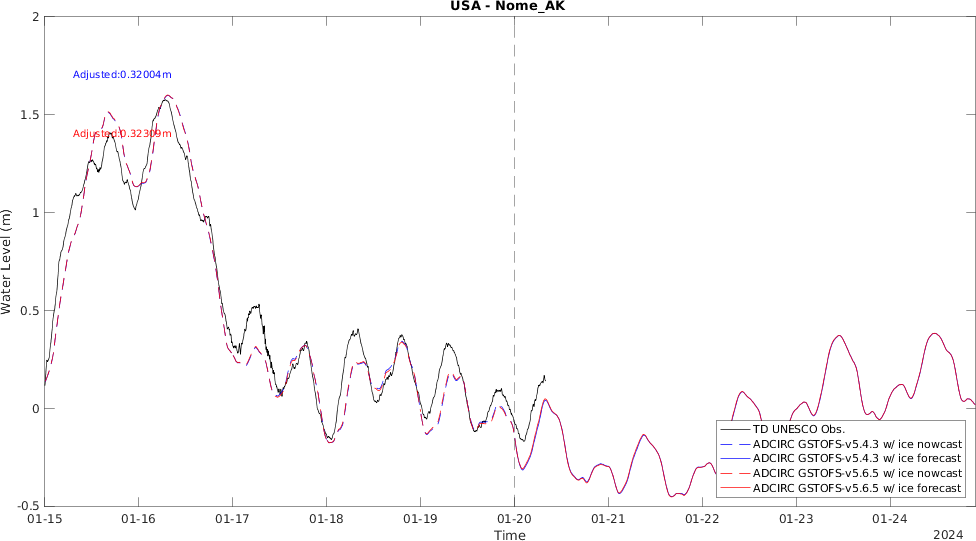 USA - Nome_AK
2
1.5
1
0.5
0
-0.5
Water Level (m)
Adjusted:0.32004m
Adjusted:0.32309m
TD UNESCO Obs.
ADCIRC GSTOFS-v5.4.3 w/ ice nowcast
ADCIRC GSTOFS-v5.4.3 w/ ice forecast
ADCIRC GSTOFS-v5.6.5 w/ ice nowcast
ADCIRC GSTOFS-v5.6.5 w/ ice forecast
01-15 01-16 01-17 01-18 01-19 01-20 01-21 01-22 01-23 01-24
Time
2024